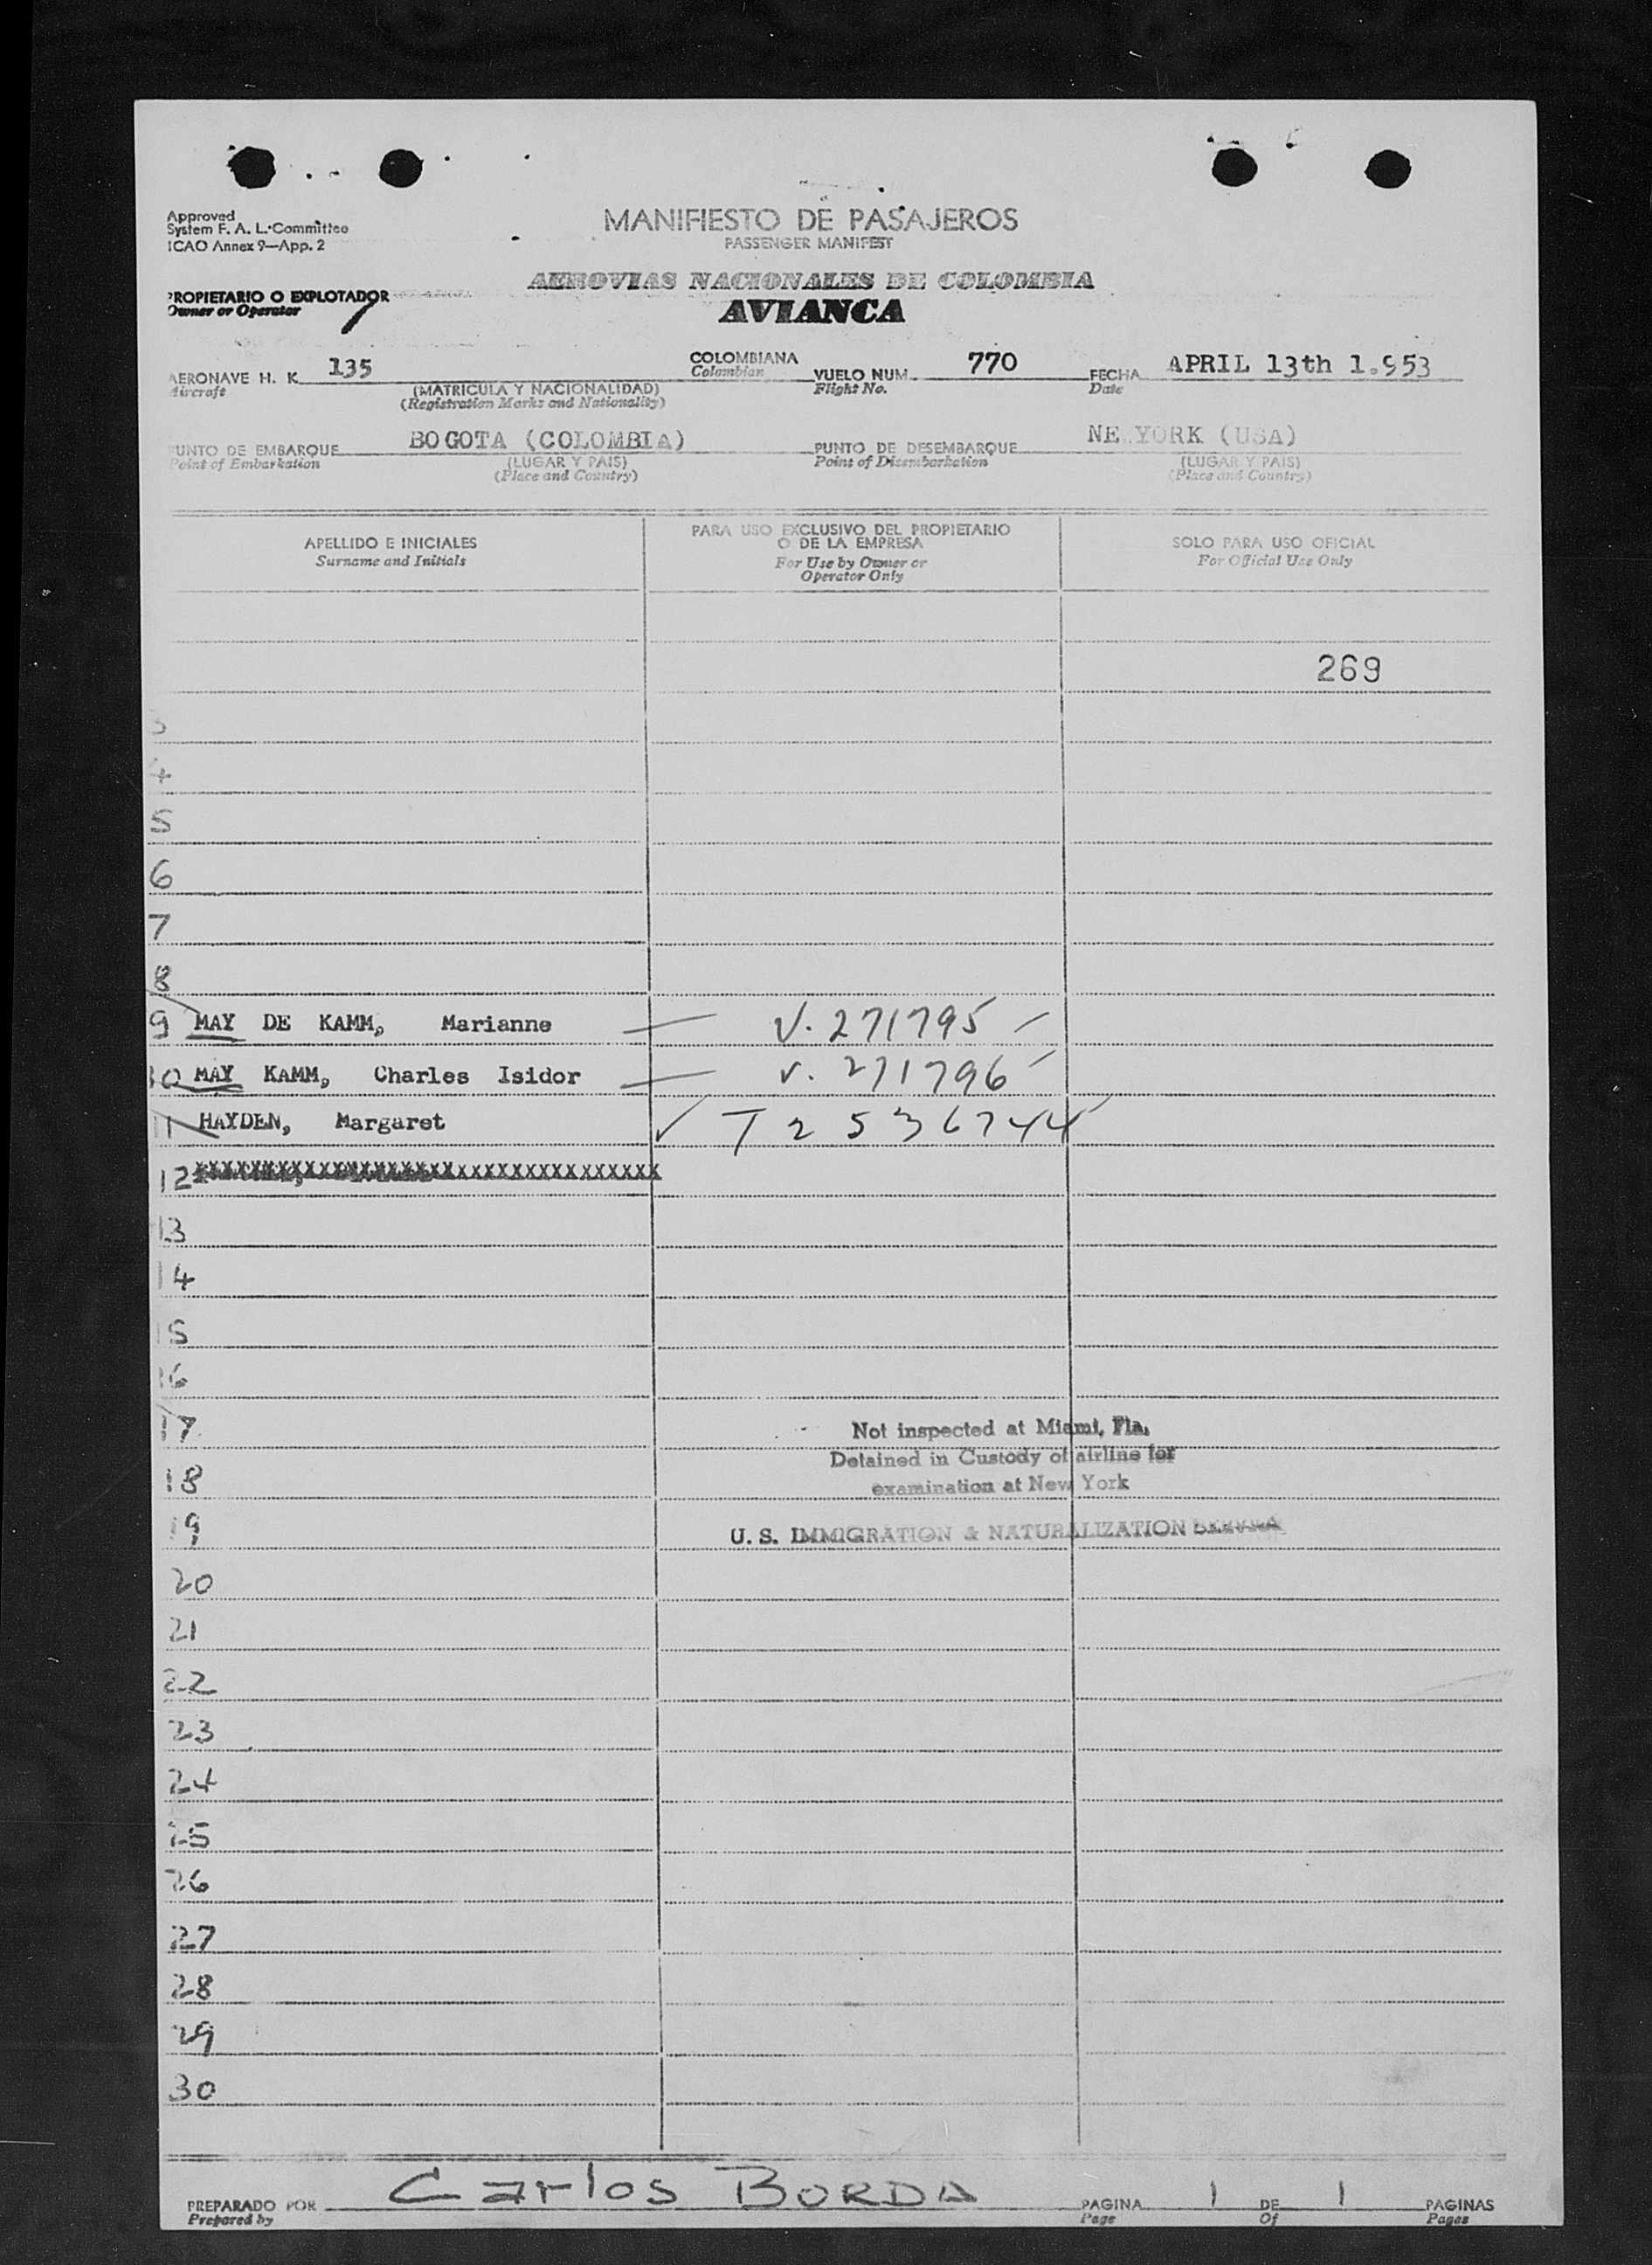 Approved
System F. A. L. Committee
ICAO Annex 9—App. 2
MANIFIESTO DE PASAJEROS
PASSENGER MANIFEST
AEROVIAS NACIONALES DE COLOMBIA
AVIANCA
PROPIETARIO O EXPLOTADOR
Owner or Operator
AERONAVE H. K. 135 COLOMBIANA VUELO NUM. 770 FECHA APRIL 13th 1.953
Aircraft (MATRICULA Y NACIONALIDAD) Colombian Flight No. Date
(Registration Marks and Nationality)
PUNTO DE EMBARQUE BOGOTA (COLOMBIA) PUNTO DE DESEMBARQUE NE YORK (USA)
Point of Embarkation (LUGAR Y PAIS) Point of Disembarkation (LUGAR Y PAIS)
(Place and Country) (Place and Country)
APELLIDO E INICIALES
Surname and Initials
PARA USO EXCLUSIVO DEL PROPIETARIO
O DE LA EMPRESA
For Use by Owner or
Operator Only
SOLO PARA USO OFICIAL
For Official Use Only
269
3
4
5
6
7
8
9 MAY DE KAMM, Marianne — V. 271795
10 MAY KAMM, Charles Isidor — V. 271796
11 HAYDEN, Margaret ✓ T 2536744
12
13
14
15
16
17
18
19
Not inspected at Miami, Fla.
Detained in Custody of airline for
examination at New York
U. S. IMMIGRATION & NATURALIZATION
20
21
22
23
24
25
26
27
28
29
30
PREPARADO POR Carlos BORDA PAGINA 1 DE 1 PAGINAS
Prepared by Page Of Pages